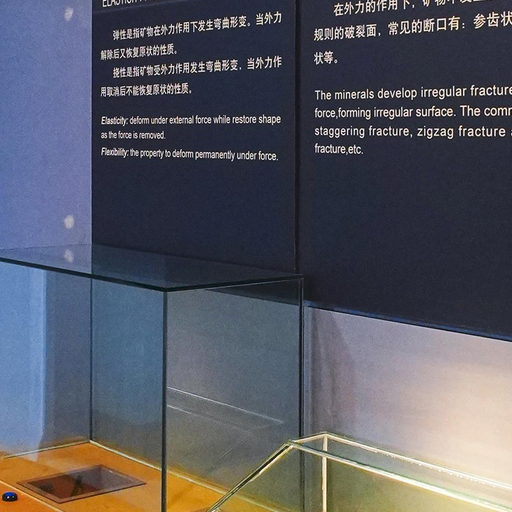 弹性是指矿物在外力作用下发生弯曲形变。当外力
解除后又恢复原状的性质。
挠性是指矿物受外力作用发生弯曲形变，当外力作
用取消后不能恢复原状的性质。
Elasticity: deform under external force while restore shape
as the force is removed.
Flexibility: the property to deform permanently under force.
在外力的作用下，矿物
规则的破裂面，常见的断口有：参齿状
状等。
The minerals develop irregular fracture
force,forming irregular surface. The
staggering fracture, zigzag fracture
fracture,etc.